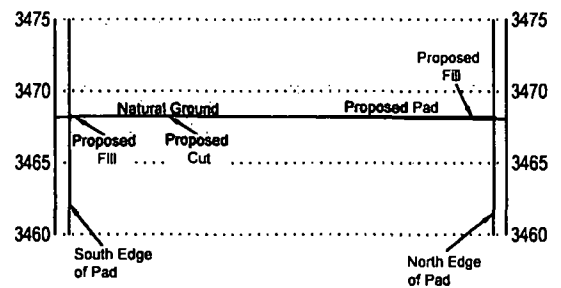 3475 3475
Proposed
Fill
3470 3470
Natural Ground Proposed Pad
Proposed Proposed
Fill Cut
3465 3465
3460 3460
South Edge
of Pad
North Edge
of Pad